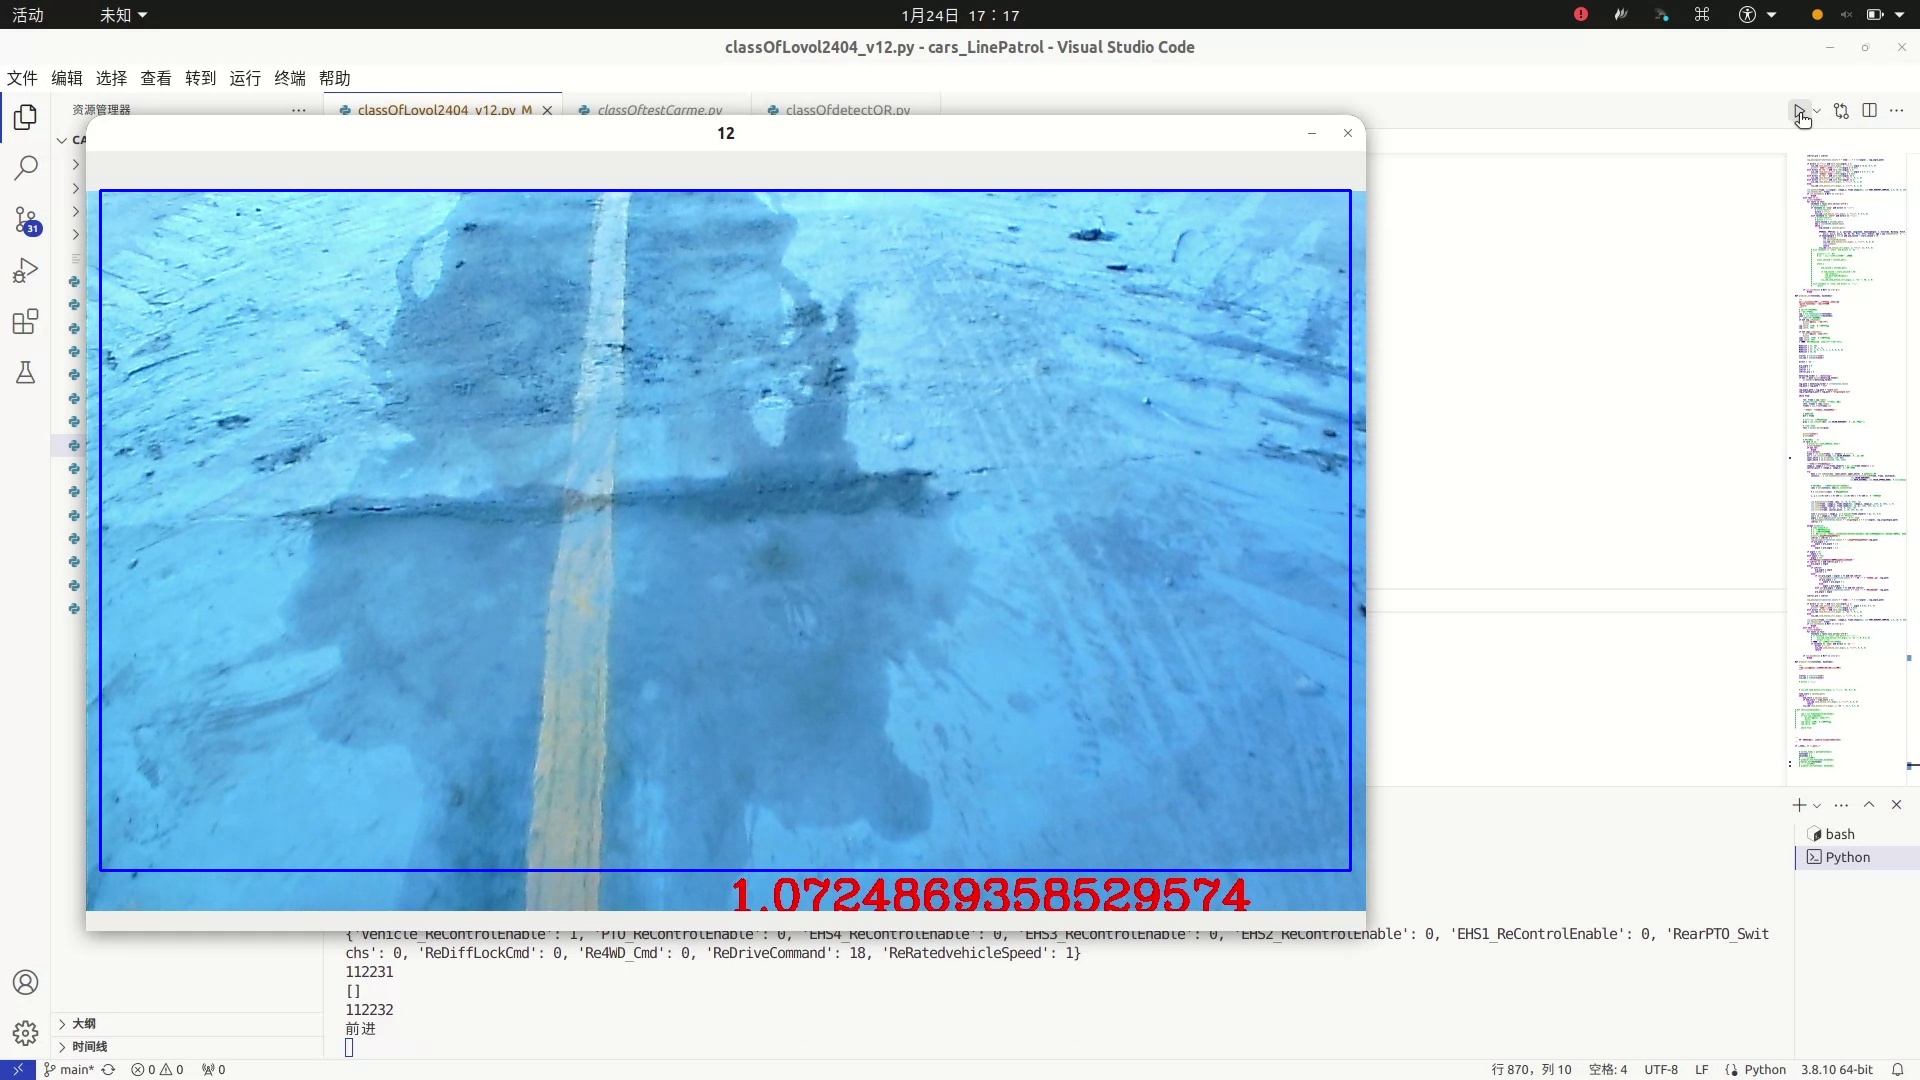 活动
未知
1月24日 17：17
classOfLovol2404_v12.py - cars_LinePatrol - Visual Studio Code
文件 编辑 选择 查看 转到 运行 终端 帮助
资源管理器
classOfLovol2404_v12.py M
classOftestCarme.py
classOfdetectQR.py
CA
12
31
1.0724869358529574
bash
Python
{'Vehicle_ReControlEnable': 1, 'PTO_ReControlEnable': 0, 'EHS4_ReControlEnable': 0, 'EHS3_ReControlEnable': 0, 'EHS2_ReControlEnable': 0, 'EHS1_ReControlEnable': 0, 'RearPTO_Swit
chs': 0, 'ReDiffLockCmd': 0, 'Re4WD_Cmd': 0, 'ReDriveCommand': 18, 'ReRatedvehicleSpeed': 1}
112231
[]
112232
前进
大纲
时间线
main* 0 0 0
行 870，列 10 空格: 4 UTF-8 LF Python 3.8.10 64-bit